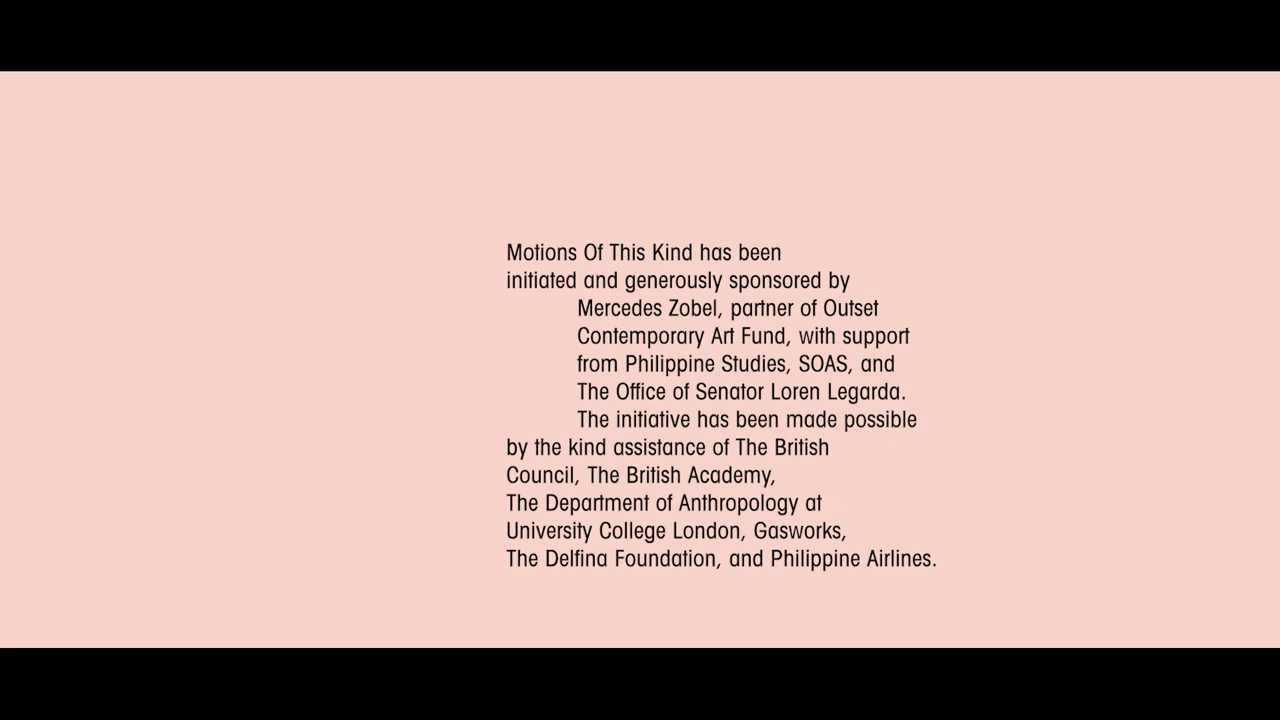 Motions Of This Kind has been
initiated and generously sponsored by
Mercedes Zobel, partner of Outset
Contemporary Art Fund, with support
from Philippine Studies, SOAS, and
The Office of Senator Loren Legarda.
The initiative has been made possible
by the kind assistance of The British
Council, The British Academy,
The Department of Anthropology at
University College London, Gasworks,
The Delfina Foundation, and Philippine Airlines.